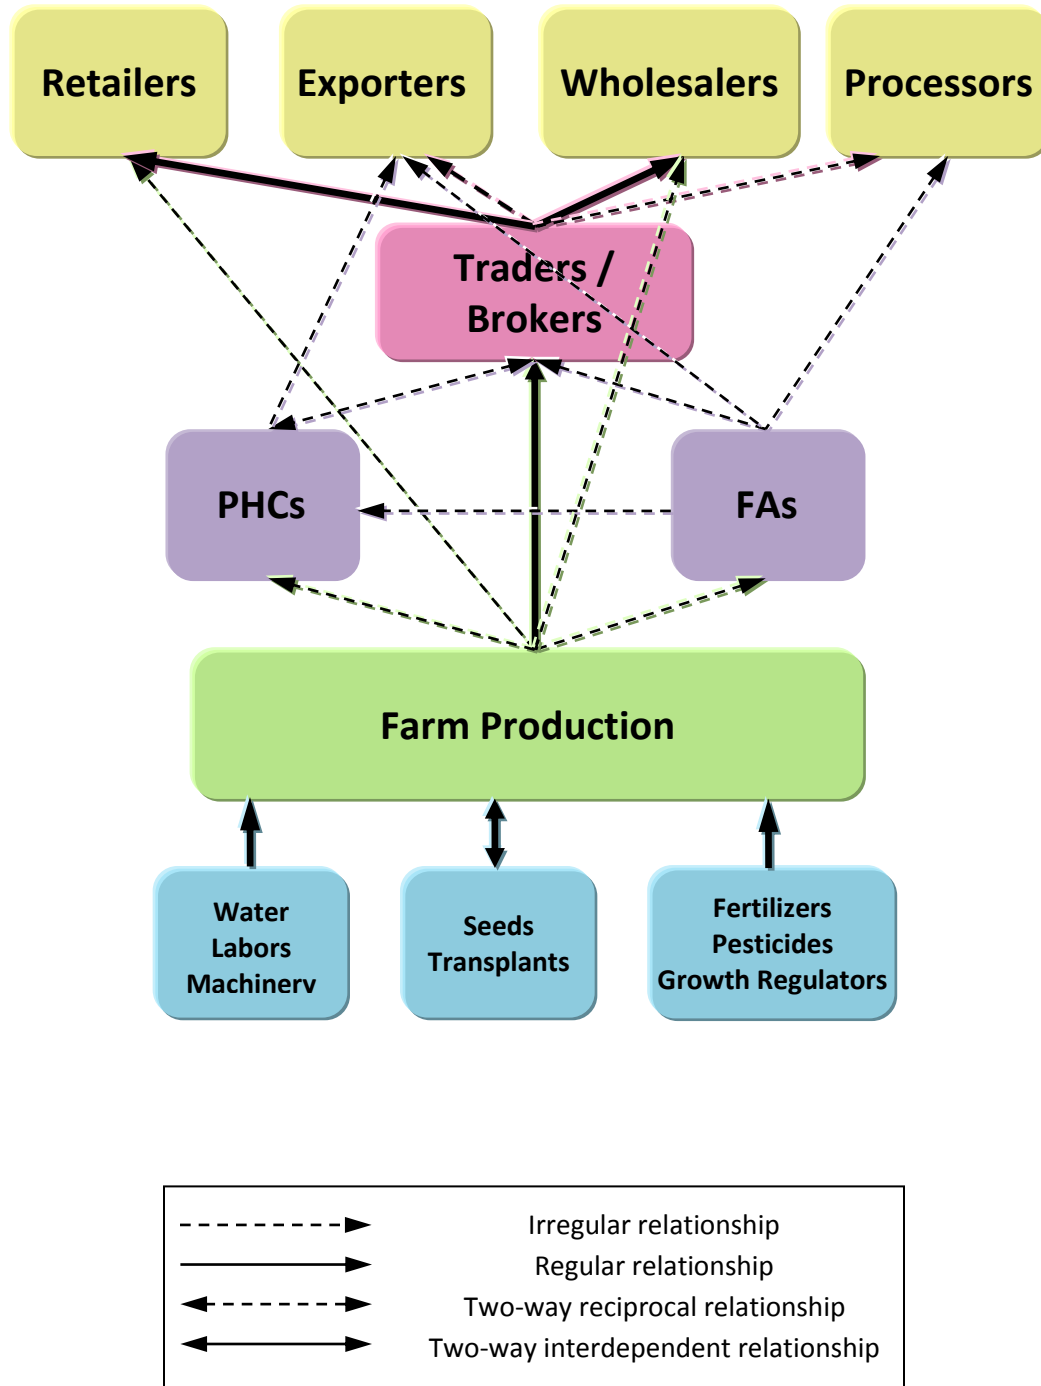 Retailers
Exporters
Wholesalers
Processors
Traders /
Brokers
PHCs
FAs
Farm Production
Water
Labors
Machinery
Seeds
Transplants
Fertilizers
Pesticides
Growth Regulators
Irregular relationship
Regular relationship
Two-way reciprocal relationship
Two-way interdependent relationship